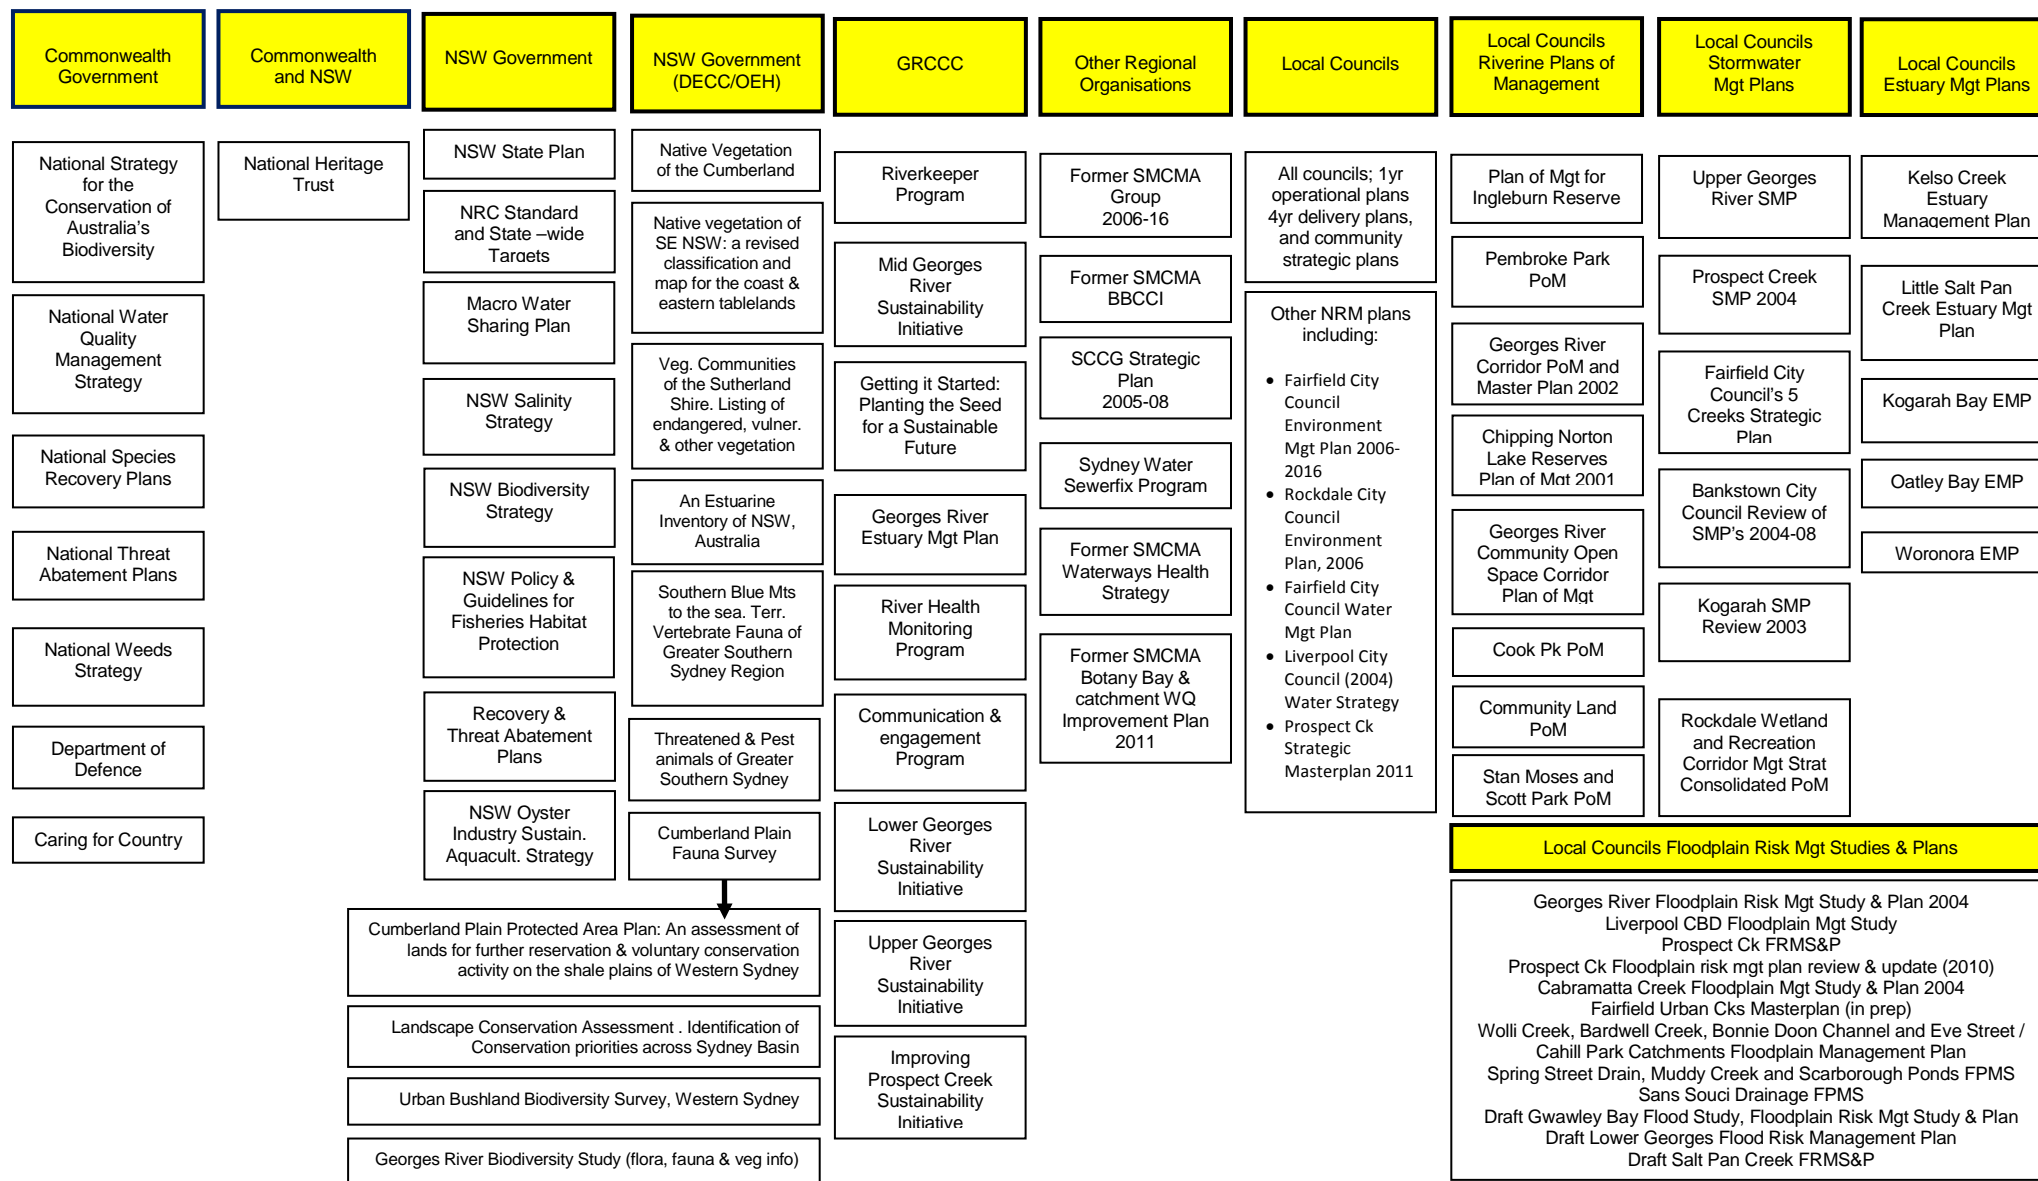 Commonwealth
Government
Commonwealth
and NSW
NSW Government
NSW Government
(DECC/OEH)
GRCCC
Other Regional
Organisations
Local Councils
Local Councils
Riverine Plans of
Management
Local Councils
Stormwater
Mgt Plans
Local Councils
Estuary Mgt Plans
National Strategy
for the
Conservation of
Australia’s
Biodiversity
National Water
Quality
Management
Strategy
National Species
Recovery Plans
National Threat
Abatement Plans
National Weeds
Strategy
Department of
Defence
Caring for Country
National Heritage
Trust
NSW State Plan
NRC Standard
and State –wide
Targets
Macro Water
Sharing Plan
NSW Salinity
Strategy
NSW Biodiversity
Strategy
NSW Policy &
Guidelines for
Fisheries Habitat
Protection
Recovery &
Threat Abatement
Plans
NSW Oyster
Industry Sustain.
Aquacult. Strategy
Native Vegetation
of the Cumberland
Native vegetation of
SE NSW: a revised
classification and
map for the coast &
eastern tablelands
Veg. Communities
of the Sutherland
Shire. Listing of
endangered, vulner.
& other vegetation
An Estuarine
Inventory of NSW,
Australia
Southern Blue Mts
to the sea. Terr.
Vertebrate Fauna of
Greater Southern
Sydney Region
Threatened & Pest
animals of Greater
Southern Sydney
Cumberland Plain
Fauna Survey
Cumberland Plain Protected Area Plan: An assessment of
lands for further reservation & voluntary conservation
activity on the shale plains of Western Sydney
Landscape Conservation Assessment . Identification of
Conservation priorities across Sydney Basin
Urban Bushland Biodiversity Survey, Western Sydney
Georges River Biodiversity Study (flora, fauna & veg info)
Riverkeeper
Program
Mid Georges
River
Sustainability
Initiative
Getting it Started:
Planting the Seed
for a Sustainable
Future
Georges River
Estuary Mgt Plan
River Health
Monitoring
Program
Communication &
engagement
Program
Lower Georges
River
Sustainability
Initiative
Upper Georges
River
Sustainability
Initiative
Improving
Prospect Creek
Sustainability
Initiative
Former SMCMA
Group
2006-16
Former SMCMA
BBCCI
SCCG Strategic
Plan
2005-08
Sydney Water
Sewerfix Program
Former SMCMA
Waterways Health
Strategy
Former SMCMA
Botany Bay &
catchment WQ
Improvement Plan
2011
All councils; 1yr
operational plans
4yr delivery plans,
and community
strategic plans
Other NRM plans
including:
• Fairfield City
Council
Environment
Mgt Plan 2006-
2016
• Rockdale City
Council
Environment
Plan, 2006
• Fairfield City
Council Water
Mgt Plan
• Liverpool City
Council (2004)
Water Strategy
• Prospect Ck
Strategic
Masterplan 2011
Plan of Mgt for
Ingleburn Reserve
Pembroke Park
PoM
Georges River
Corridor PoM and
Master Plan 2002
Chipping Norton
Lake Reserves
Plan of Mgt 2001
Georges River
Community Open
Space Corridor
Plan of Mgt
Cook Pk PoM
Community Land
PoM
Stan Moses and
Scott Park PoM
Upper Georges
River SMP
Prospect Creek
SMP 2004
Fairfield City
Council’s 5
Creeks Strategic
Plan
Bankstown City
Council Review of
SMP’s 2004-08
Kogarah SMP
Review 2003
Rockdale Wetland
and Recreation
Corridor Mgt Strat
Consolidated PoM
Kelso Creek
Estuary
Management Plan
Little Salt Pan
Creek Estuary Mgt
Plan
Kogarah Bay EMP
Oatley Bay EMP
Woronora EMP
Local Councils Floodplain Risk Mgt Studies & Plans
Georges River Floodplain Risk Mgt Study & Plan 2004
Liverpool CBD Floodplain Mgt Study
Prospect Ck FRMS&P
Prospect Ck Floodplain risk mgt plan review & update (2010)
Cabramatta Creek Floodplain Mgt Study & Plan 2004
Fairfield Urban Cks Masterplan (in prep)
Wolli Creek, Bardwell Creek, Bonnie Doon Channel and Eve Street /
Cahill Park Catchments Floodplain Management Plan
Spring Street Drain, Muddy Creek and Scarborough Ponds FPMS
Sans Souci Drainage FPMS
Draft Gwawley Bay Flood Study, Floodplain Risk Mgt Study & Plan
Draft Lower Georges Flood Risk Management Plan
Draft Salt Pan Creek FRMS&P